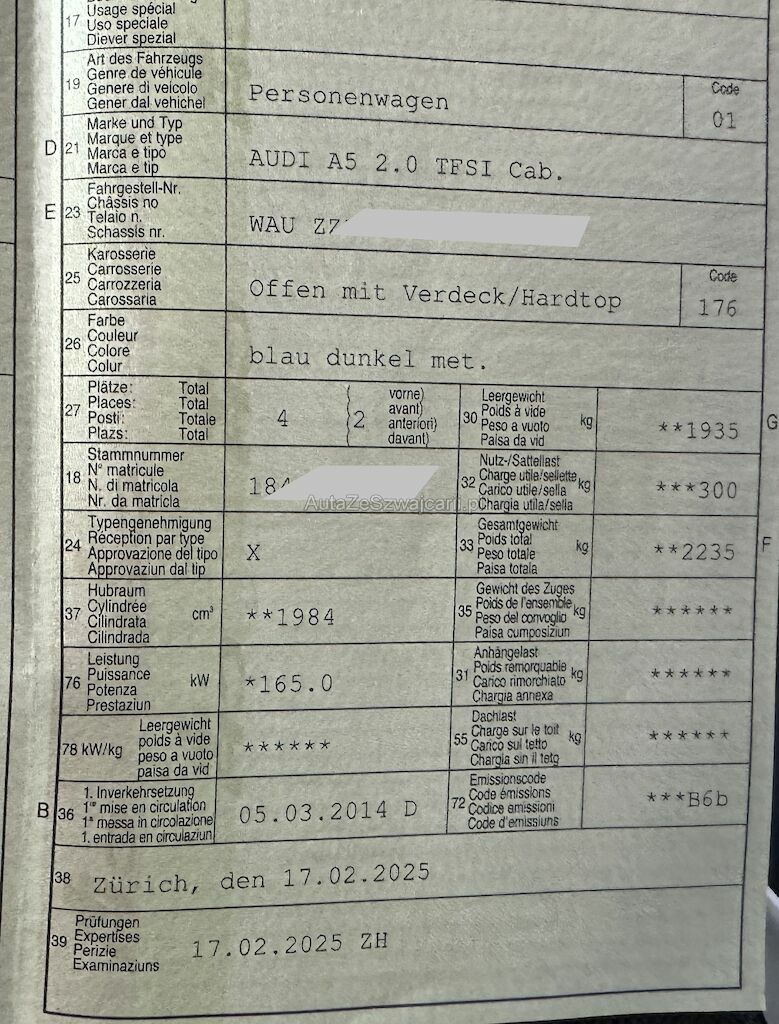 17 Usage spécial
Uso speciale
Diever spezial
19 Art des Fahrzeugs
Genre de véhicule
Genere di veicolo
Gener dal vehichel
Personenwagen
Code
01
D 21 Marke und Typ
Marque et type
Marca e tipo
Marca e tip
AUDI A5 2.0 TFSI Cab.
E 23 Fahrgestell-Nr.
Châssis no
Telaio n.
Schassis nr.
WAU ZZ
25 Karosserie
Carrosserie
Carrozzeria
Carossaria
Offen mit Verdeck/Hardtop
Code
176
26 Farbe
Couleur
Colore
Colur
blau dunkel met.
27 Plätze: Total
Places: Total
Posti: Totale
Plazs: Total
4 2
vorne)
avant)
anteriori)
davant)
30 Leergewicht
Poids à vide
Peso a vuoto
Paisa da vid
kg
**1935
G
18 Stammnummer
N° matricule
N. di matricola
Nr. da matricla
184
32 Nutz-/Sattellast
Charge utile/sellette
Carico utile/sella
Chargia utila/sella
kg
***300
AutaZeSzwajcarii.pl
24 Typengenehmigung
Réception par type
Approvazione del tipo
Approvaziun dal tip
X
33 Gesamtgewicht
Poids total
Peso totale
Paisa totala
kg
**2235
F
37 Hubraum
Cylindrée
Cilindrata
Cilindrada
cm³
**1984
35 Gewicht des Zuges
Poids de l'ensemble
Peso del convoglio
Paisa cumposiziun
kg
******
76 Leistung
Puissance
Potenza
Prestaziun
kW
*165.0
31 Anhängelast
Poids remorquable
Carico rimorchiato
Chargia annexa
kg
******
78 kW/kg
Leergewicht
poids à vide
peso a vuoto
paisa da vid
******
55 Dachlast
Charge sur le toit
Carico sul tetto
Chargia sin il tetg
kg
******
B 36 1. Inverkehrsetzung
1re mise en circulation
1a messa in circolazione
1. entrada en circulaziun
05.03.2014 D
72 Emissionscode
Code émissions
Codice emissioni
Code d'emissiuns
***B6b
38 Zürich, den 17.02.2025
39 Prüfungen
Expertises
Perizie
Examinaziuns
17.02.2025 ZH